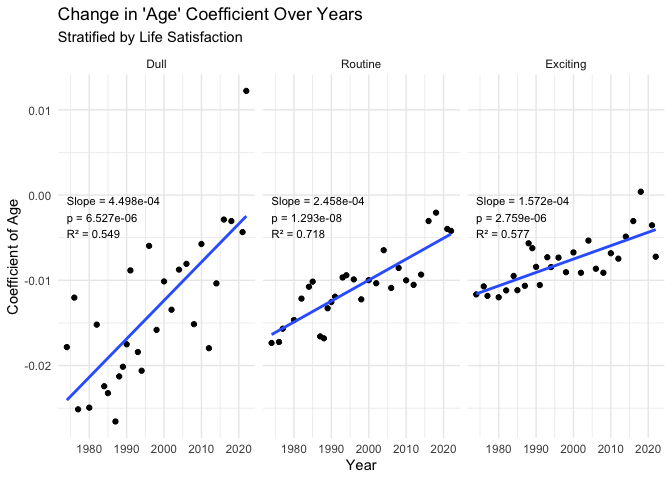 Change in 'Age' Coefficient Over Years
Stratified by Life Satisfaction
Dull
Routine
Exciting
Coefficient of Age
0.01
0.00
-0.01
-0.02
Slope = 4.498e-04
p = 6.527e-06
R² = 0.549
Slope = 2.458e-04
p = 1.293e-08
R² = 0.718
Slope = 1.572e-04
p = 2.759e-06
R² = 0.577
1980 1990 2000 2010 2020
1980 1990 2000 2010 2020
1980 1990 2000 2010 2020
Year